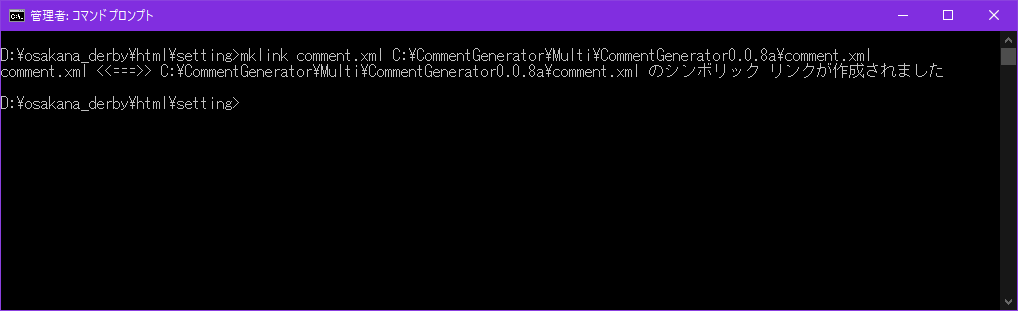 管理者: コマンドプロンプト
D:¥osakana_derby¥html¥setting>mklink comment.xml C:¥CommentGenerator¥Multi¥CommentGenerator0.0.8a¥comment.xml
comment.xml <<===>> C:¥CommentGenerator¥Multi¥CommentGenerator0.0.8a¥comment.xml のシンボリック リンクが作成されました
D:¥osakana_derby¥html¥setting>